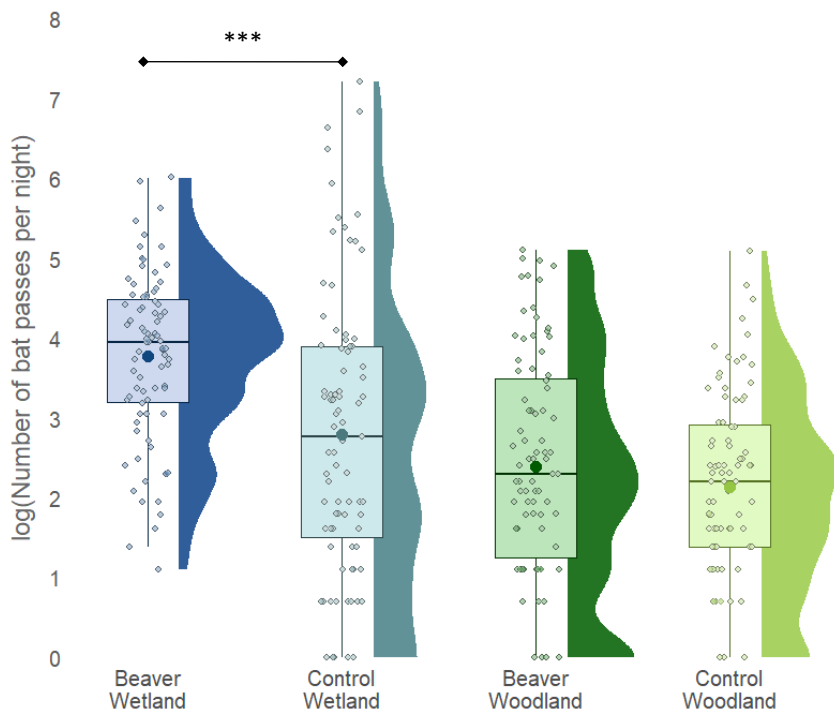 ***
log(Number of bat passes per night)
8
7
6
5
4
3
2
1
0
Beaver
Wetland
Control
Wetland
Beaver
Woodland
Control
Woodland